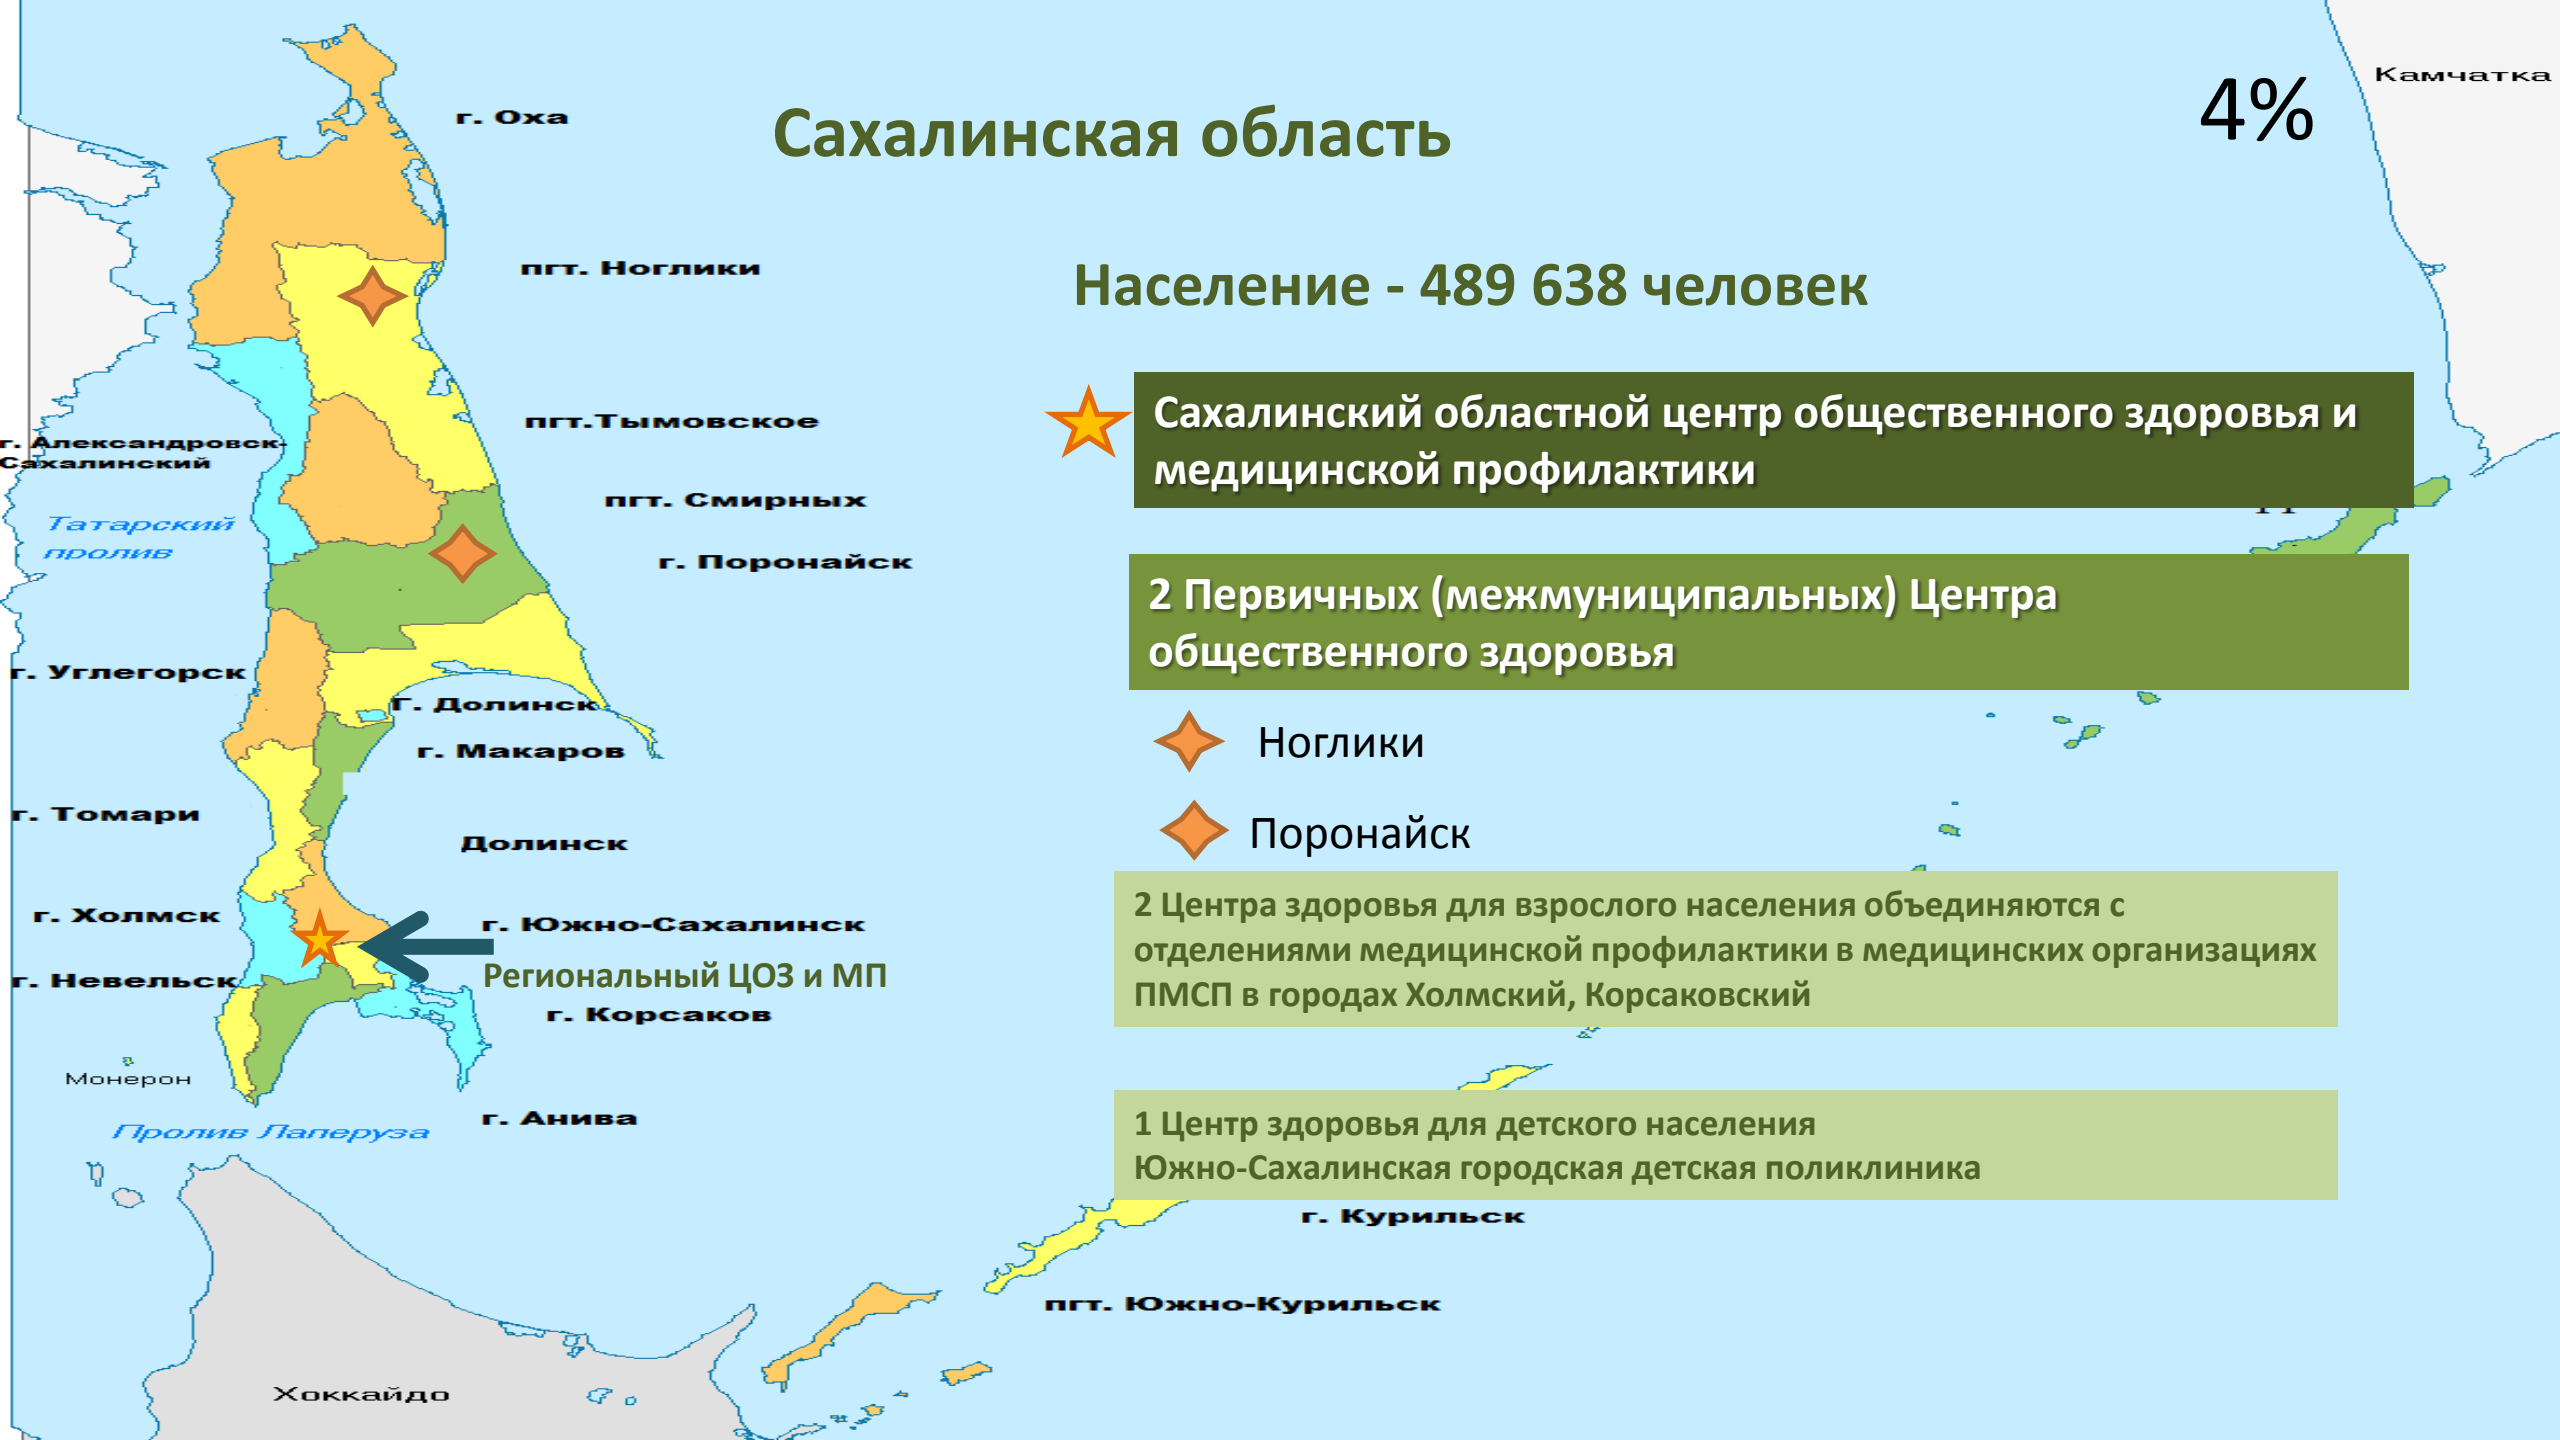 Камчатка
4%
Сахалинская область
г. Оха
Население - 489 638 человек
пгт. Ноглики
пгт.Тымовское
г. Александровск-
Сахалинский
Сахалинский областной центр общественного здоровья и
медицинской профилактики
пгт. Смирных
Татарский
пролив
г. Поронайск
2 Первичных (межмуниципальных) Центра
общественного здоровья
г. Углегорск
Г. Долинск
г. Макаров
Ноглики
г. Томари
Долинск
Поронайск
г. Холмск
г. Южно-Сахалинск
Региональный ЦОЗ и МП
г. Невельск
г. Корсаков
2 Центра здоровья для взрослого населения объединяются с
отделениями медицинской профилактики в медицинских организациях
ПМСП в городах Холмский, Корсаковский
Монерон
г. Анива
Пролив Лаперуза
1 Центр здоровья для детского населения
Южно-Сахалинская городская детская поликлиника
г. Курильск
пгт. Южно-Курильск
Хоккайдо